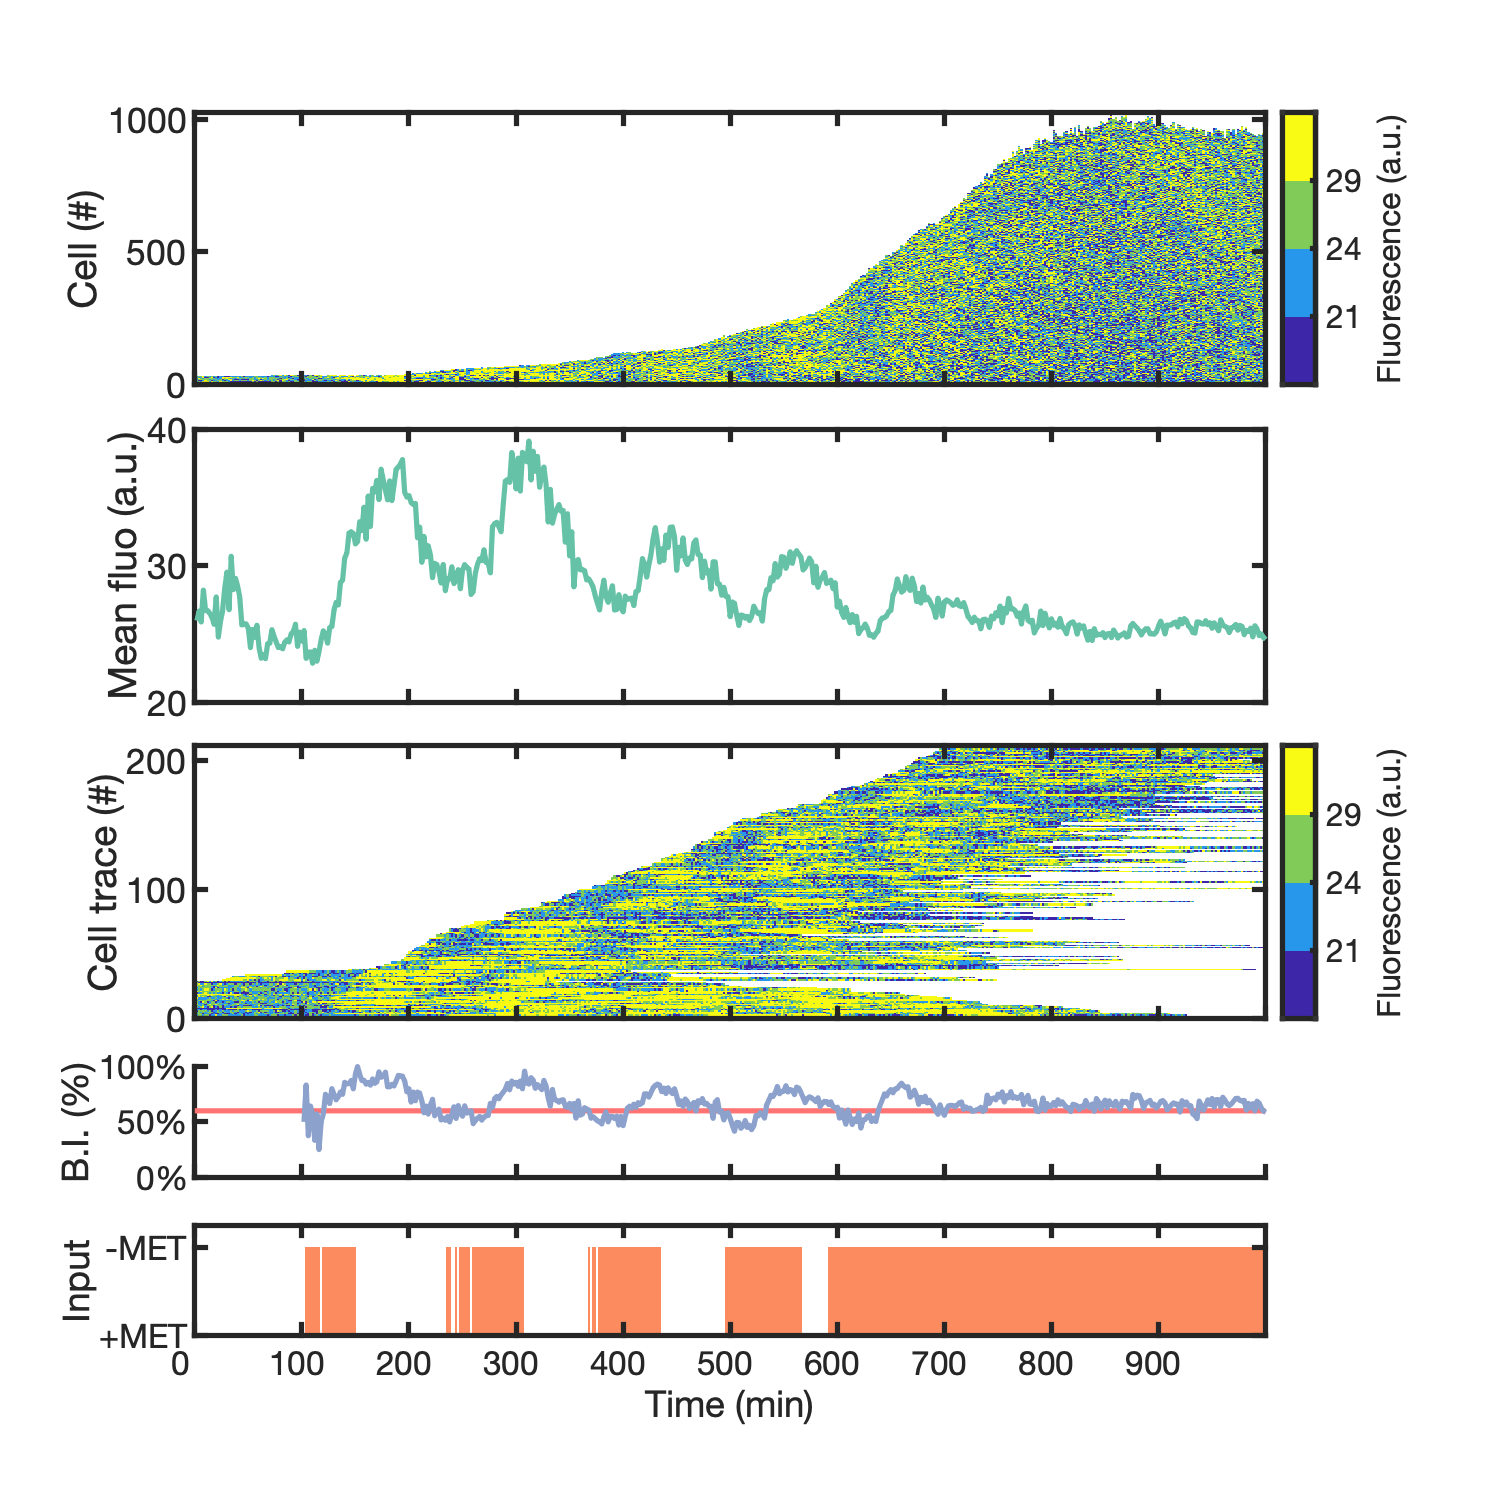 1000
500
0
Cell (#)
29
24
21
Fluorescence (a.u.)
40
30
20
Mean fluo (a.u.)
200
100
0
Cell trace (#)
29
24
21
Fluorescence (a.u.)
100%
50%
0%
B.I. (%)
-MET
+MET
Input
0 100 200 300 400 500 600 700 800 900
Time (min)